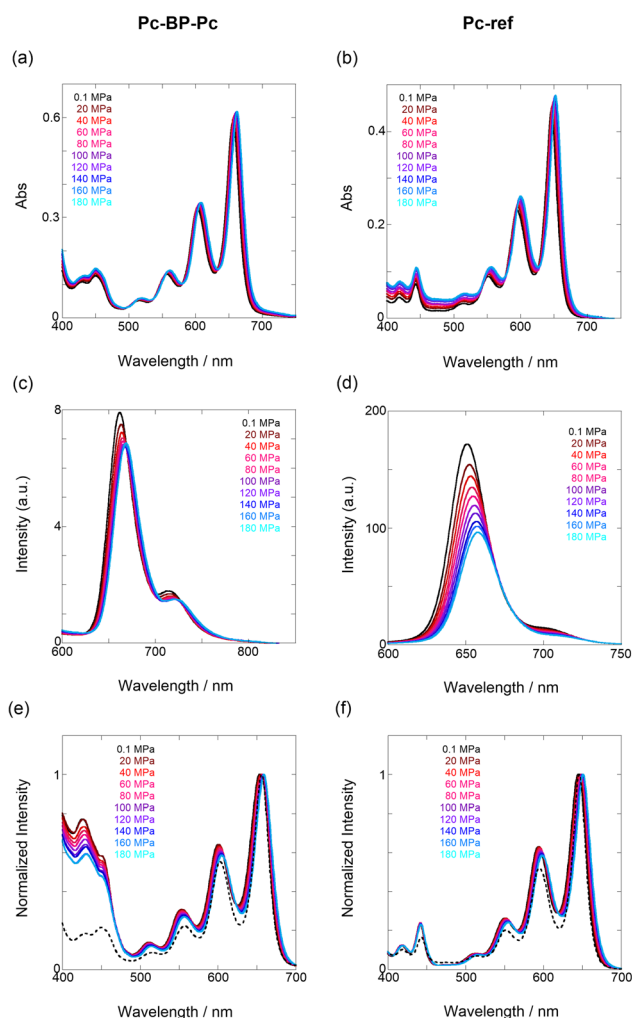 Pc-BP-Pc
Pc-ref
(a)
0.1 MPa
20 MPa
40 MPa
60 MPa
80 MPa
100 MPa
120 MPa
140 MPa
160 MPa
180 MPa
0.6
0.3
0
Abs
400 500 600 700
Wavelength / nm
(b)
0.1 MPa
20 MPa
40 MPa
60 MPa
80 MPa
100 MPa
120 MPa
140 MPa
160 MPa
180 MPa
0.4
0.2
0
Abs
400 500 600 700
Wavelength / nm
(c)
0.1 MPa
20 MPa
40 MPa
60 MPa
80 MPa
100 MPa
120 MPa
140 MPa
160 MPa
180 MPa
8
4
0
Intensity (a.u.)
600 700 800
Wavelength / nm
(d)
0.1 MPa
20 MPa
40 MPa
60 MPa
80 MPa
100 MPa
120 MPa
140 MPa
160 MPa
180 MPa
200
100
0
Intensity (a.u.)
600 650 700 750
Wavelength / nm
(e)
0.1 MPa
20 MPa
40 MPa
60 MPa
80 MPa
100 MPa
120 MPa
140 MPa
160 MPa
180 MPa
1
0
Normalized Intensity
400 500 600 700
Wavelength / nm
(f)
0.1 MPa
20 MPa
40 MPa
60 MPa
80 MPa
100 MPa
120 MPa
140 MPa
160 MPa
180 MPa
1
0
Normalized Intensity
400 500 600 700
Wavelength / nm